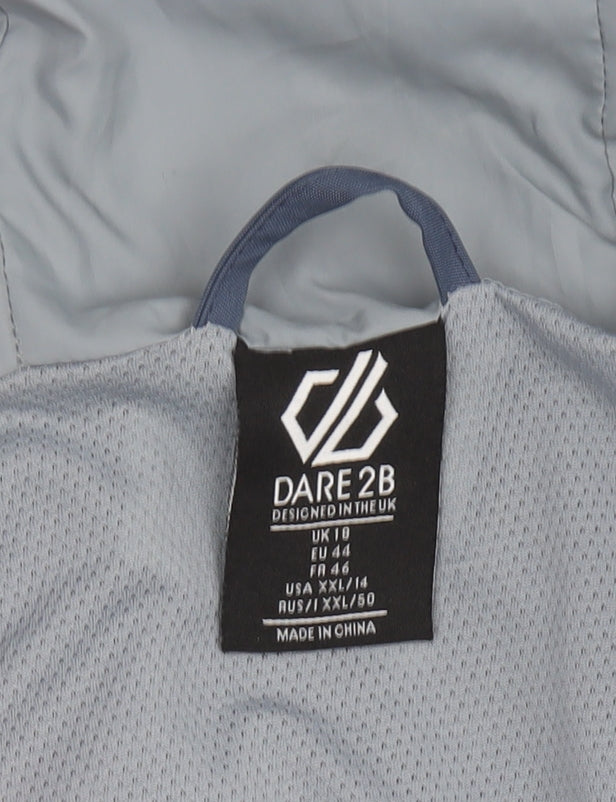 DARE 2B
DESIGNED IN THE UK
UK 18
EU 44
FR 46
USA XXL/14
RUS/I XXL/50
MADE IN CHINA